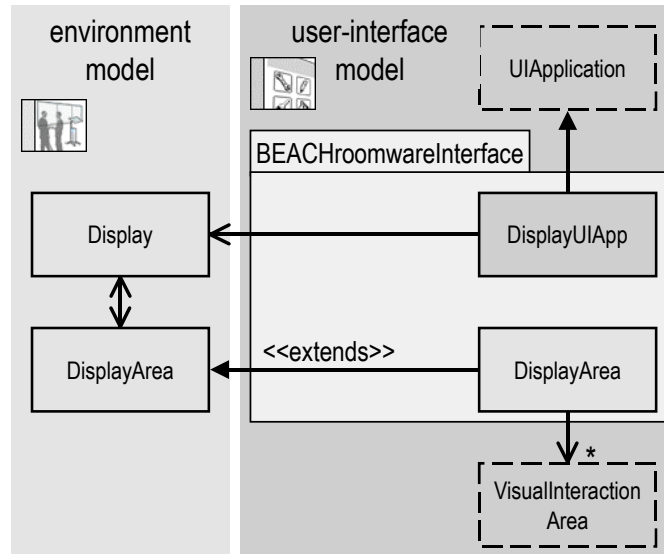 environment
model
user-interface
model
UIApplication
BEACHroomwareInterface
Display
DisplayUIApp
<<extends>>
DisplayArea
DisplayArea
*
VisualInteraction
Area